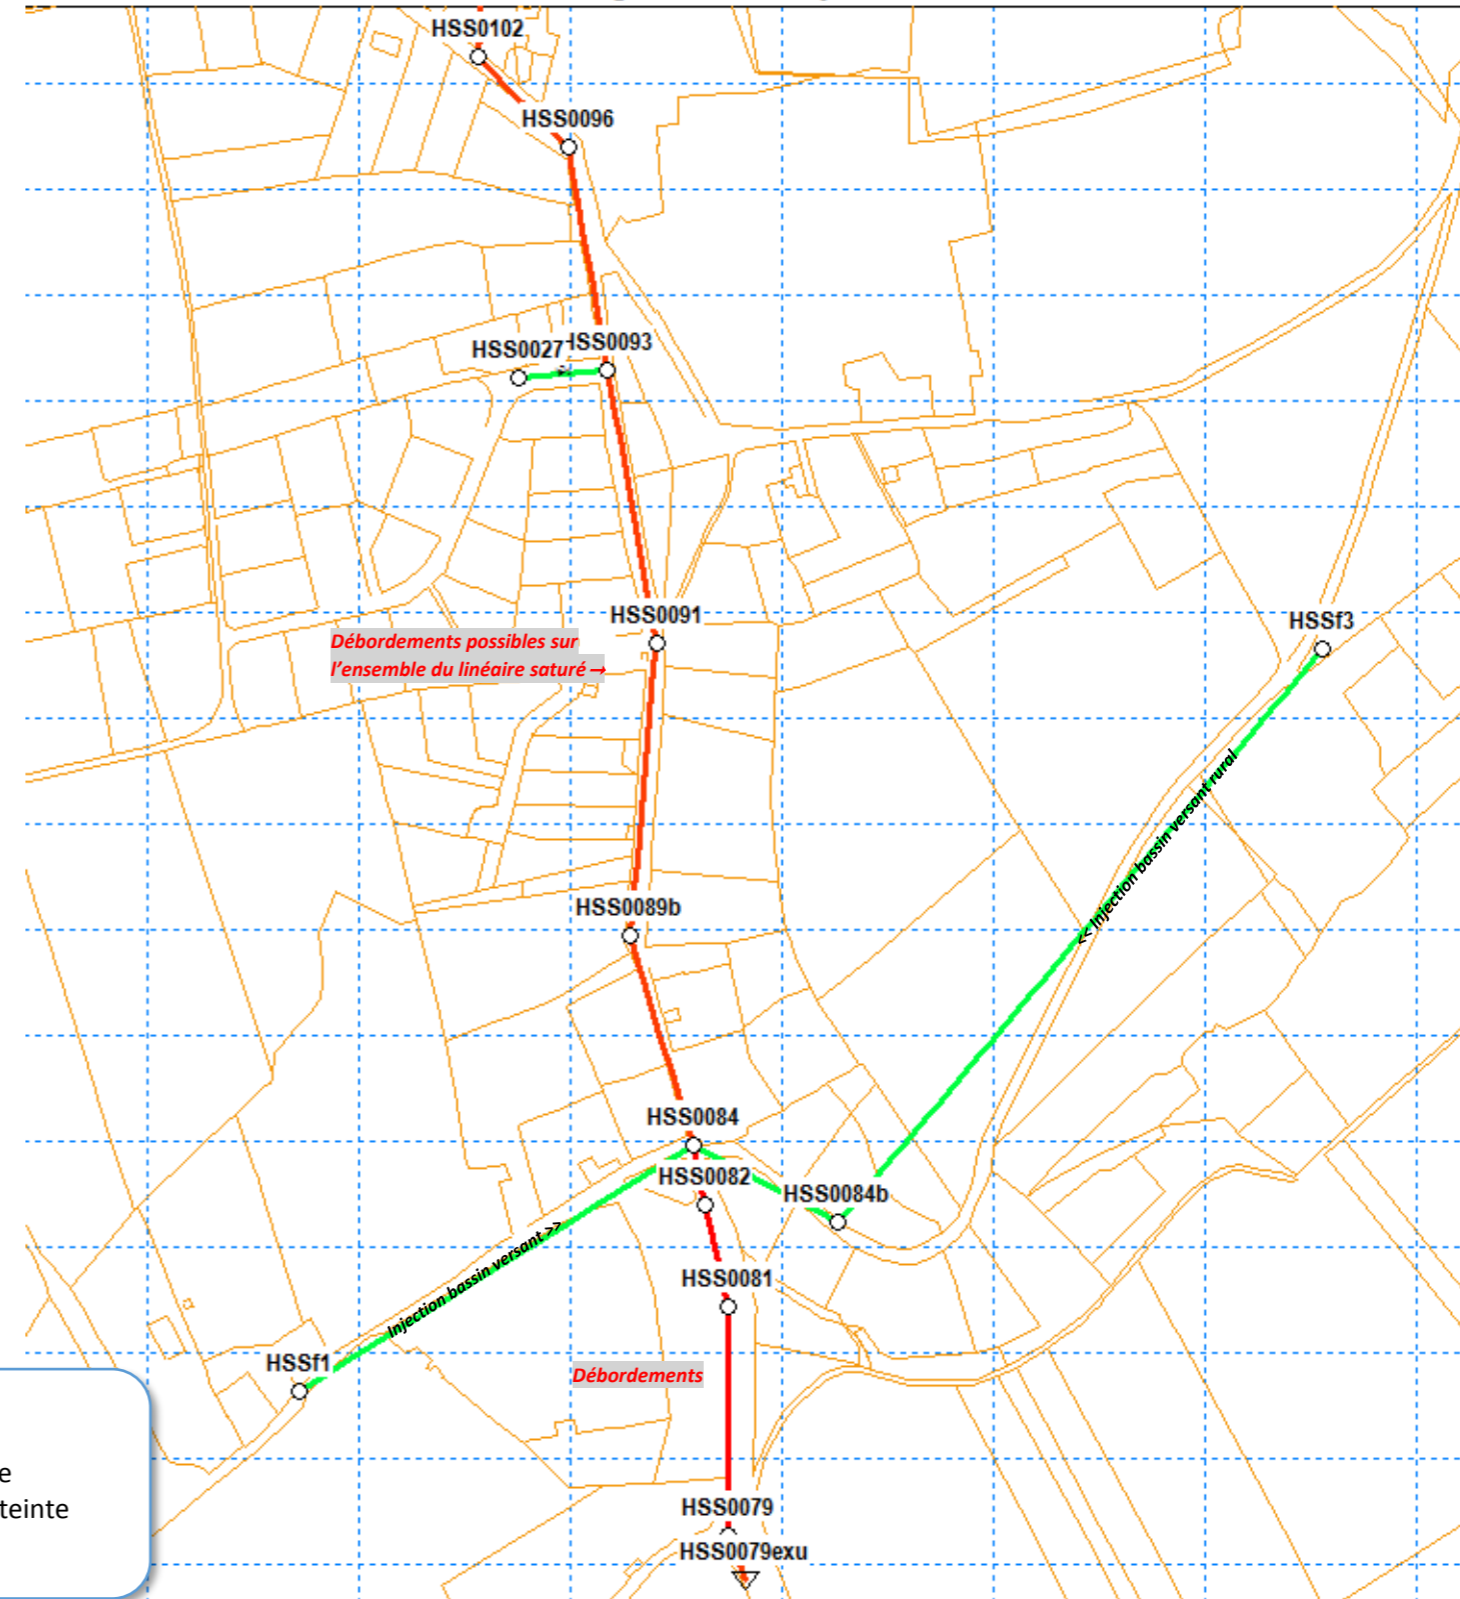 HSS0102
HSS0096
HSS0027
HSS0093
HSS0091
Débordements possibles sur
l’ensemble du linéaire saturé →
HSSf3
<< Injection bassin versant rural
HSS0089b
HSS0084
HSS0082
HSS0084b
Injection bassin versant >>
HSS0081
HSSf1
Débordements
e
teinte
HSS0079
HSS0079exu